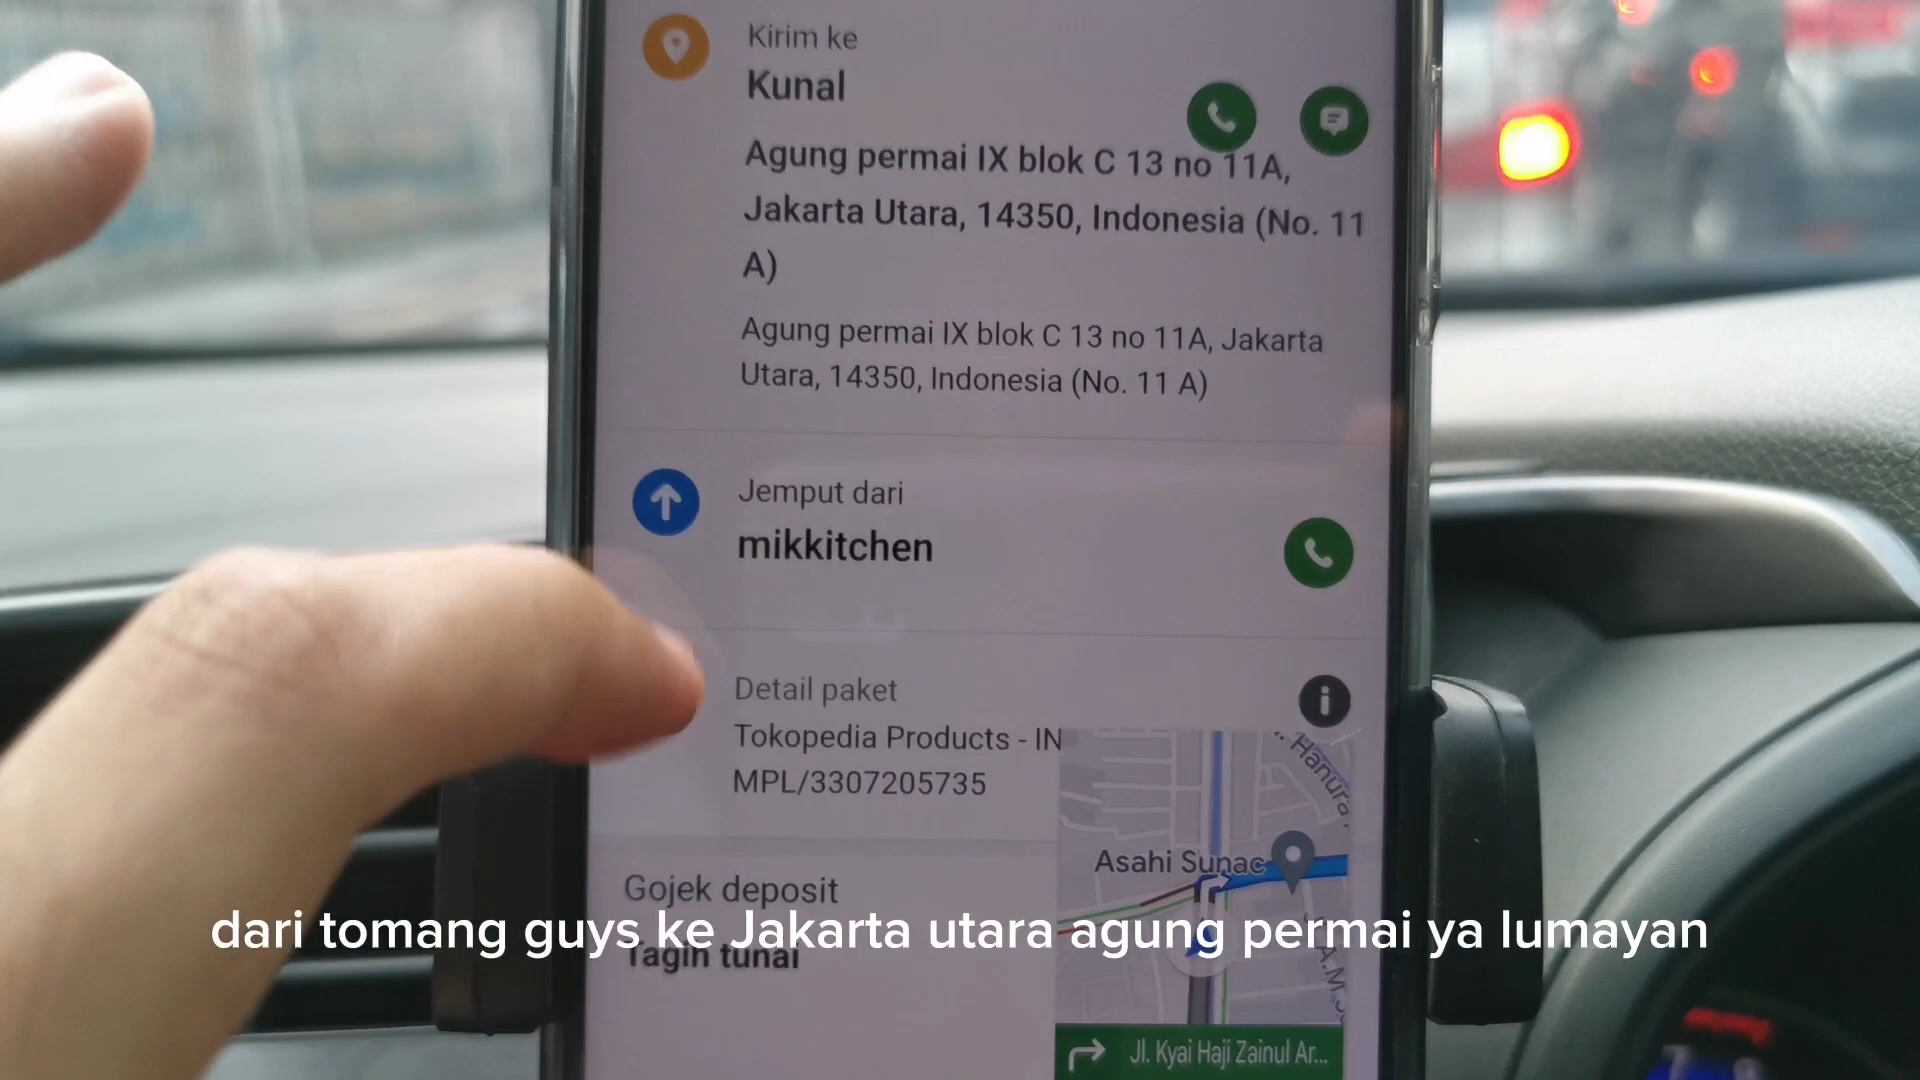 Kirim ke
Kunal
Agung permai IX blok C 13 no 11A,
Jakarta Utara, 14350, Indonesia (No. 11
A)
Agung permai IX blok C 13 no 11A, Jakarta
Utara, 14350, Indonesia (No. 11 A)
Jemput dari
mikkitchen
Detail paket
Tokopedia Products - IN
MPL/3307205735
Hanura
Asahi Sunac
Gojek deposit
dari tomang guys ke Jakarta utara agung permai ya lumayan
Tagih tunai
Jl. Kyai Haji Zainul Ar...